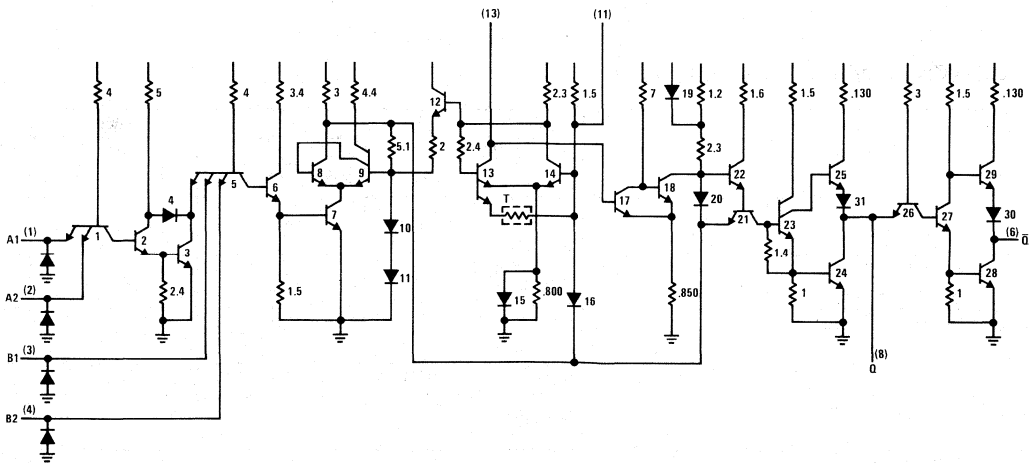 (13) (11)
4 5 4 3.4 3 4.4 12 2.3 1.5 7 19 1.2 1.6 1.5 .130 3 1.5 .130
5.1 2 2.4 2.3
4 5 6 8 9 13 14 17 18 22 25 29
T 20 21 23 31 26 27 30
A1 (1) 1 2 3 7 10 1.4 24 28 (6) Q̅
A2 (2) 2.4 1.5 11 15 .800 16 .850 1 1
B1 (3) (8)
Q
B2 (4)